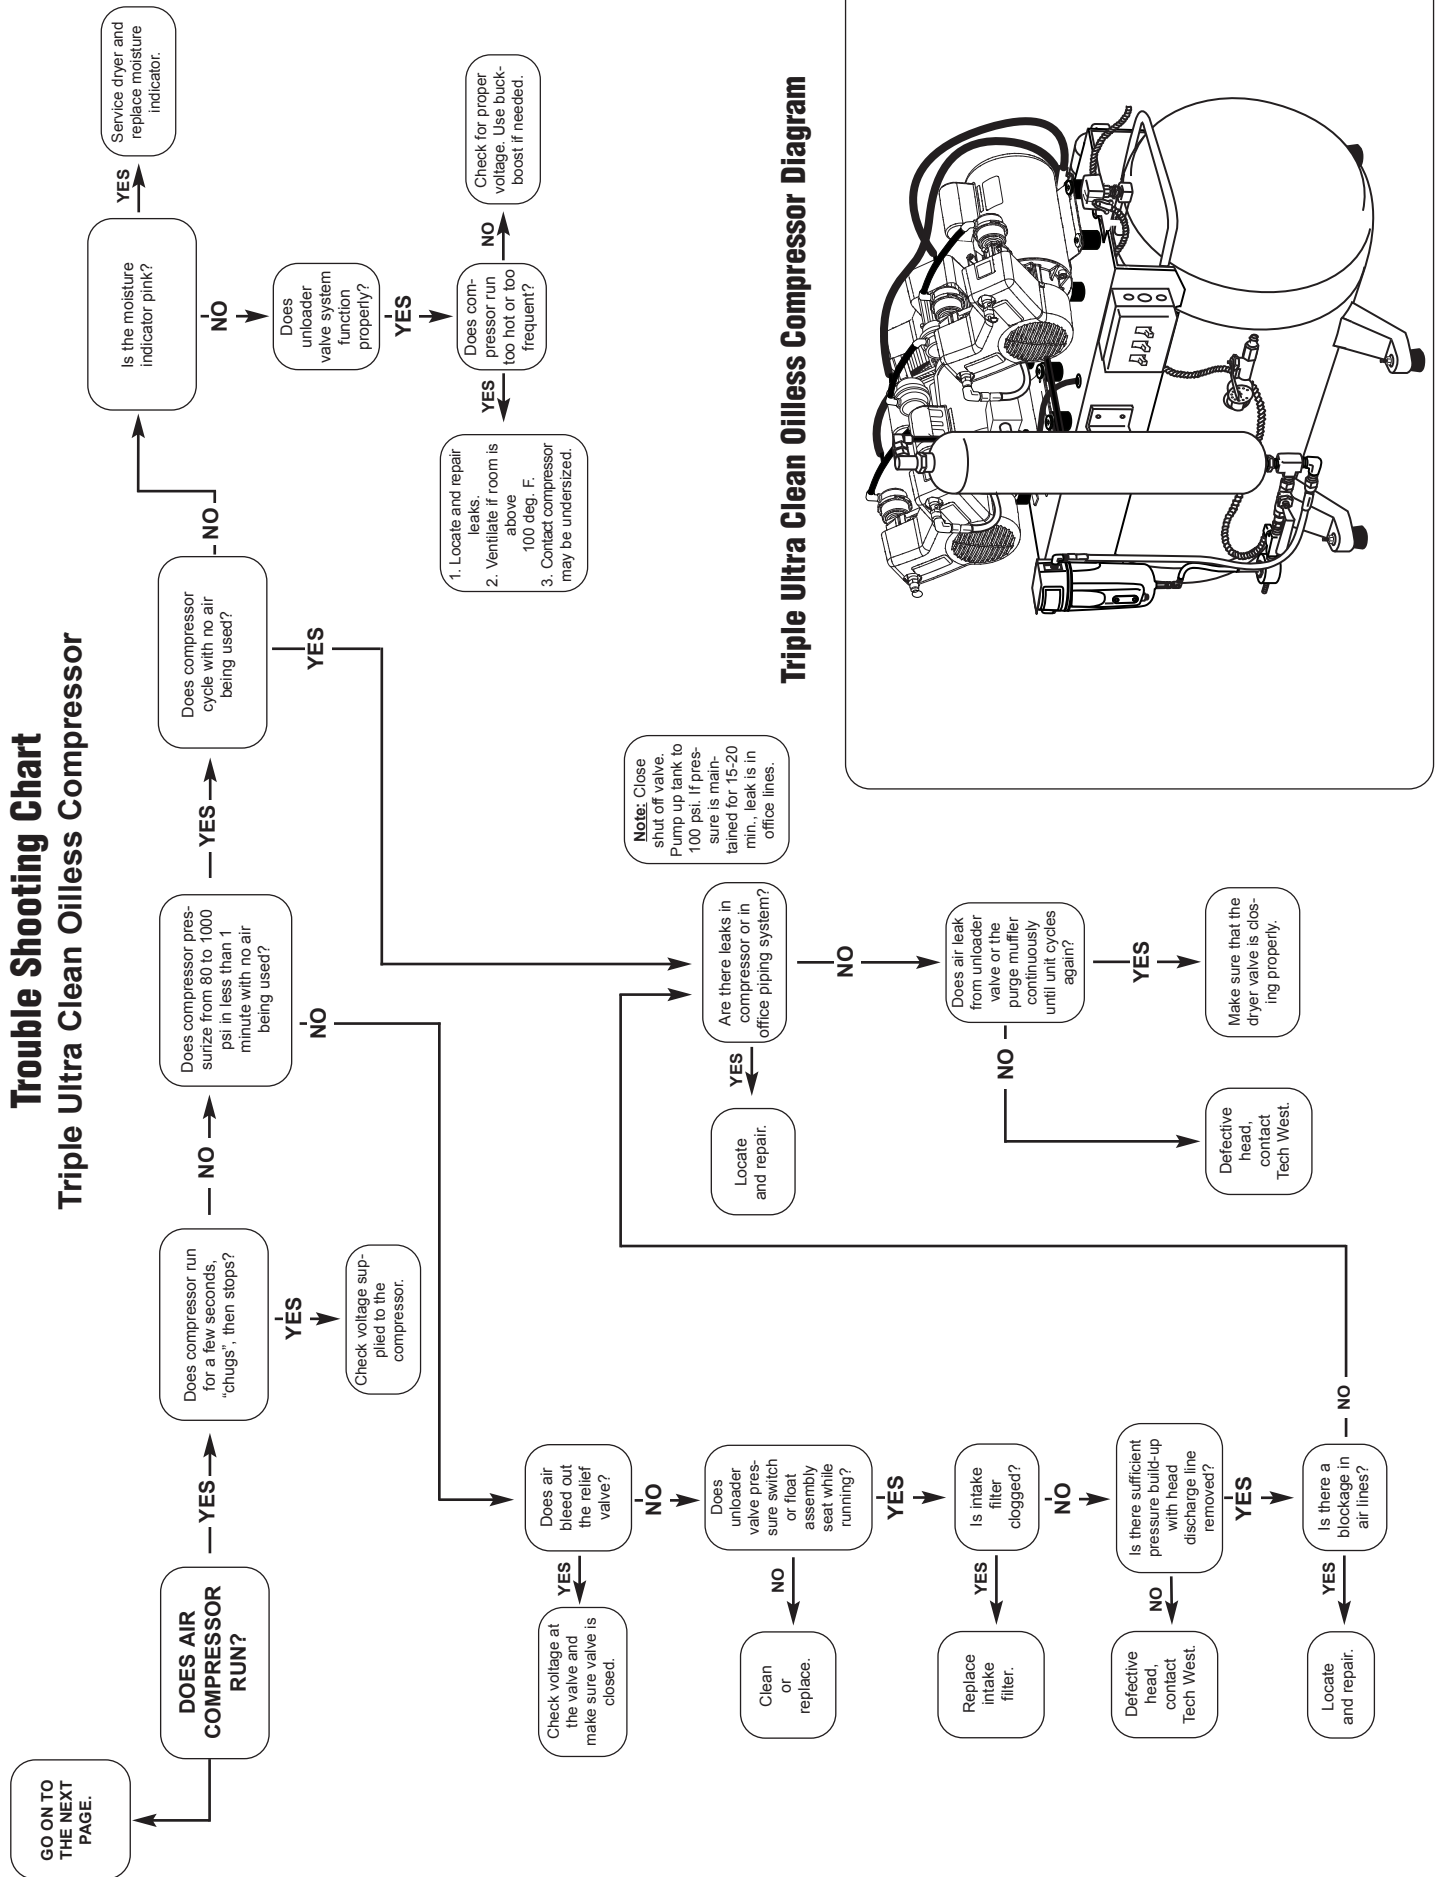 Trouble Shooting Chart
Triple Ultra Clean Oilless Compressor
GO ON TO
THE NEXT
PAGE.
DOES AIR
COMPRESSOR
RUN?
YES
Does compressor run
for a few seconds,
“chugs”, then stops?
YES
Check voltage sup-
plied to the
compressor.
NO
Does compressor pres-
surize from 80 to 1000
psi in less than 1
minute with no air
being used?
YES
Does compressor
cycle with no air
being used?
NO
Is the moisture
indicator pink?
YES
Service dryer and
replace moisture
indicator.
NO
Does
unloader
valve system
function
properly?
YES
Does com-
pressor run
too hot or too
frequent?
NO
Check for proper
voltage. Use buck-
boost if needed.
YES
1. Locate and repair
leaks.
2. Ventilate if room is
above
100 deg. F.
3. Contact compressor
may be undersized.
YES
NO
Does air
bleed out
the relief
valve?
YES
Check voltage at
the valve and
make sure valve is
closed.
NO
Does
unloader
valve pres-
sure switch
or float
assembly
seat while
running?
NO
Clean
or
replace.
YES
Is intake
filter
clogged?
YES
Replace
intake
filter.
NO
Is there sufficient
pressure build-up
with head
discharge line
removed?
NO
Defective
head,
contact
Tech West.
YES
Is there a
blockage in
air lines?
YES
Locate
and repair.
NO
Are there leaks in
compressor or in
office piping system?
YES
Locate
and repair.
Note: Close
shut off valve.
Pump up tank to
100 psi. If pres-
sure is main-
tained for 15-20
min., leak is in
office lines.
NO
Does air leak
from unloader
valve or the
purge muffler
continuously
until unit cycles
again?
NO
Defective
head,
contact
Tech West.
YES
Make sure that the
dryer valve is clos-
ing properly.
Triple Ultra Clean Oilless Compressor Diagram